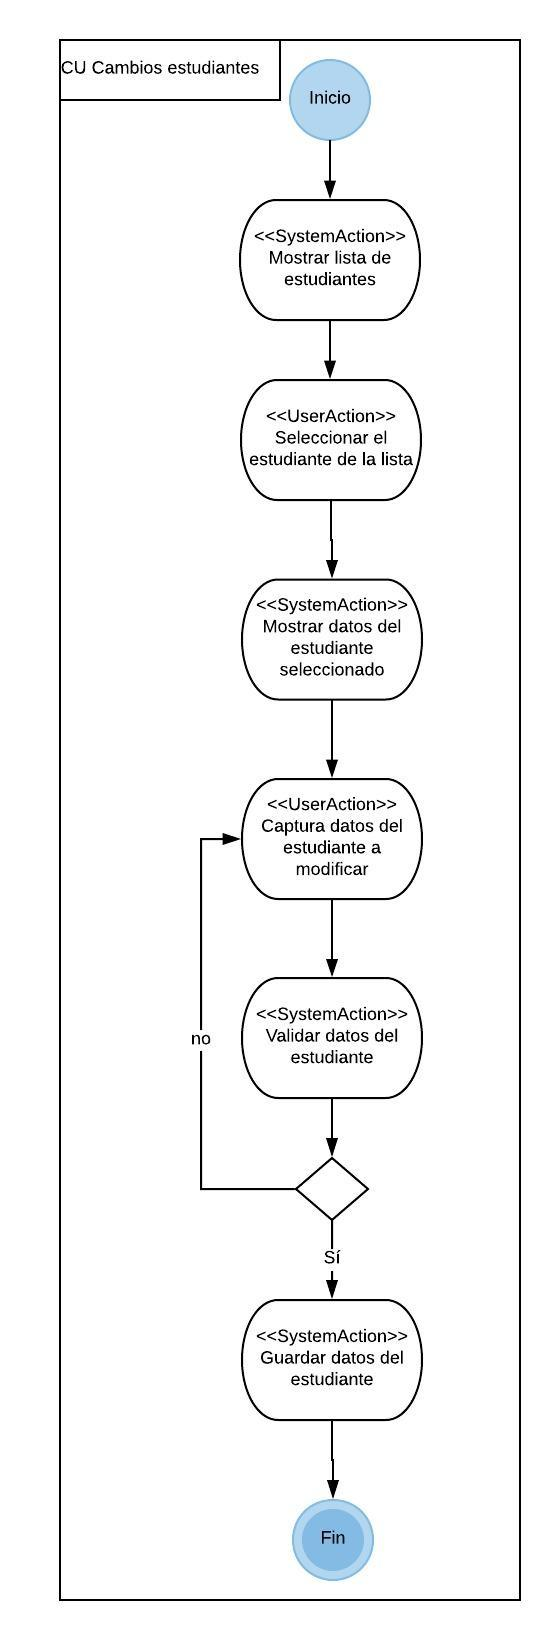 CU Cambios estudiantes
Inicio
<<SystemAction>>
Mostrar lista de
estudiantes
<<UserAction>>
Seleccionar el
estudiante de la lista
<<SystemAction>>
Mostrar datos del
estudiante
seleccionado
<<UserAction>>
Captura datos del
estudiante a
modificar
<<SystemAction>>
Validar datos del
estudiante
no
Sí
<<SystemAction>>
Guardar datos del
estudiante
Fin